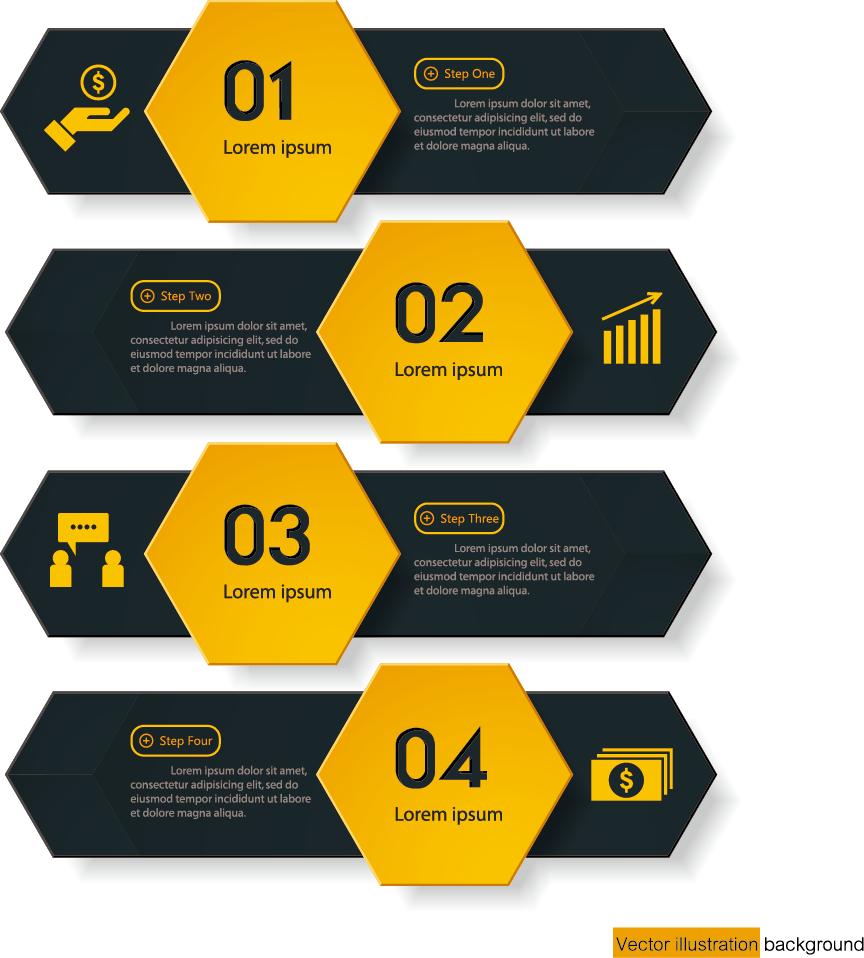 01
Lorem ipsum
Step One
Lorem ipsum dolor sit amet,
consectetur adipisicing elit, sed do
eiusmod tempor incididunt ut labore
et dolore magna aliqua.
Step Two
Lorem ipsum dolor sit amet,
consectetur adipisicing elit, sed do
eiusmod tempor incididunt ut labore
et dolore magna aliqua.
02
Lorem ipsum
03
Lorem ipsum
Step Three
Lorem ipsum dolor sit amet,
consectetur adipisicing elit, sed do
eiusmod tempor incididunt ut labore
et dolore magna aliqua.
Step Four
Lorem ipsum dolor sit amet,
consectetur adipisicing elit, sed do
eiusmod tempor incididunt ut labore
et dolore magna aliqua.
04
Lorem ipsum
Vector illustration background